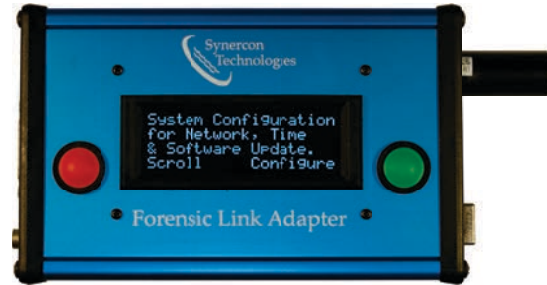 Synercon
Technologies
System Configuration
for Network, Time
& Software Update.
Scroll Configure
Forensic Link Adapter